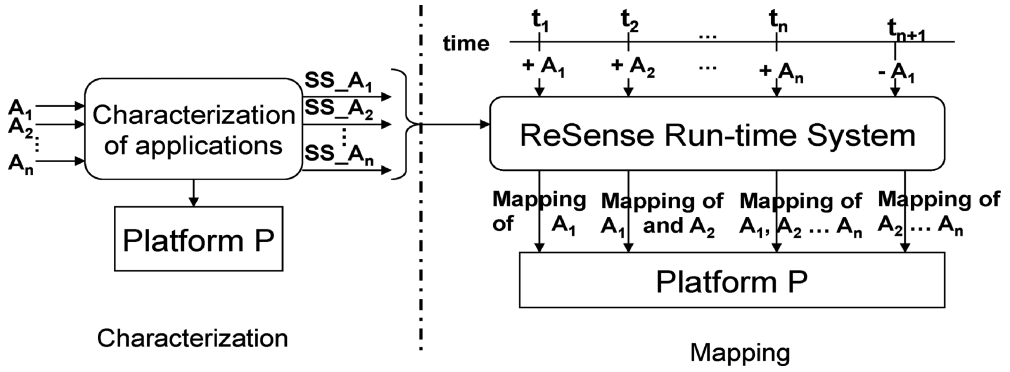 time t₁ t₂ ... tₙ tₙ₊₁
+ A₁ + A₂ ... + Aₙ - A₁
A₁
A₂
⋮
Aₙ
Characterization
of applications
SS_A₁
SS_A₂
⋮
SS_Aₙ
Platform P
Characterization
ReSense Run-time System
Mapping
of A₁
Mapping of
A₁ and A₂
Mapping of
A₁, A₂ ... Aₙ
Mapping of
A₂ ... Aₙ
Platform P
Mapping